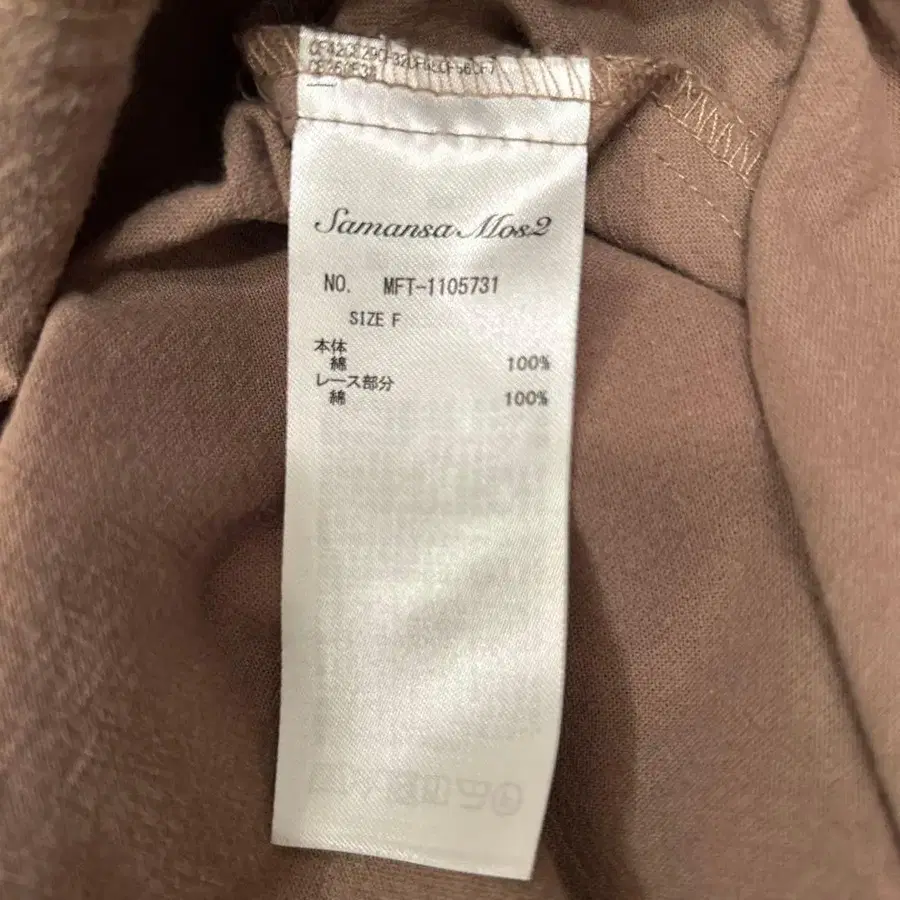 Samansa Mos2
NO. MFT-1105731
SIZE F
本体
綿 100%
レース部分
綿 100%